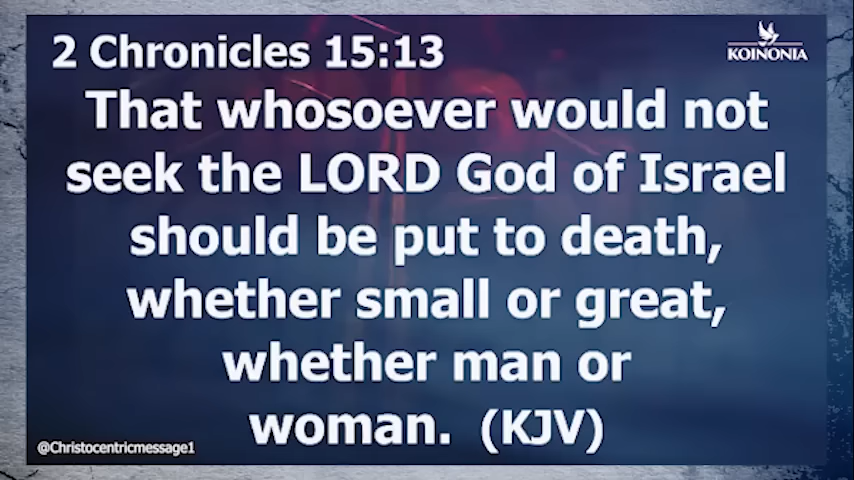 2 Chronicles 15:13
KOINONIA
That whosoever would not
seek the LORD God of Israel
should be put to death,
whether small or great,
whether man or
woman. (KJV)
@Christocentricmessage1